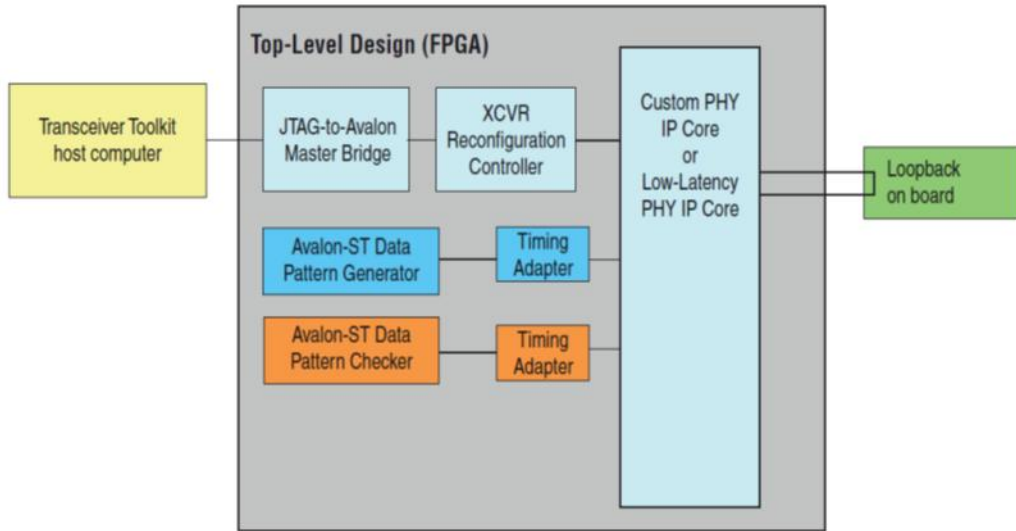 Top-Level Design (FPGA)
Transceiver Toolkit
host computer
JTAG-to-Avalon
Master Bridge
XCVR
Reconfiguration
Controller
Custom PHY
IP Core
or
Low-Latency
PHY IP Core
Loopback
on board
Avalon-ST Data
Pattern Generator
Timing
Adapter
Avalon-ST Data
Pattern Checker
Timing
Adapter